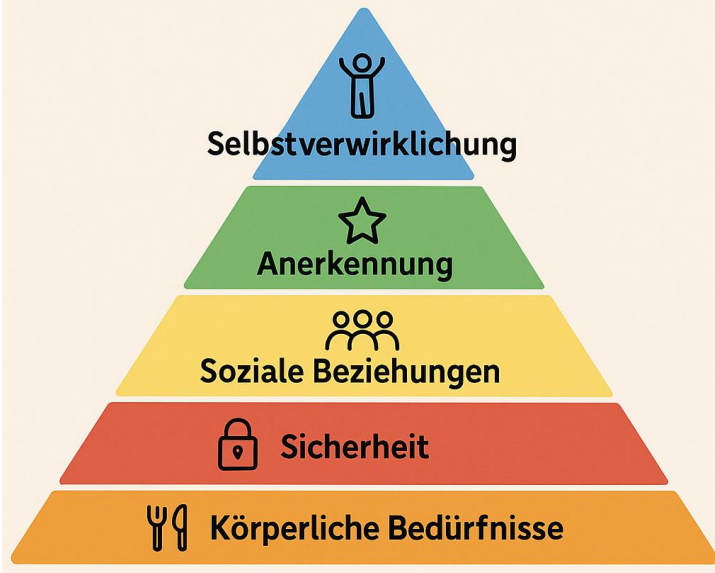 Selbstverwirklichung
Anerkennung
Soziale Beziehungen
Sicherheit
Körperliche Bedürfnisse